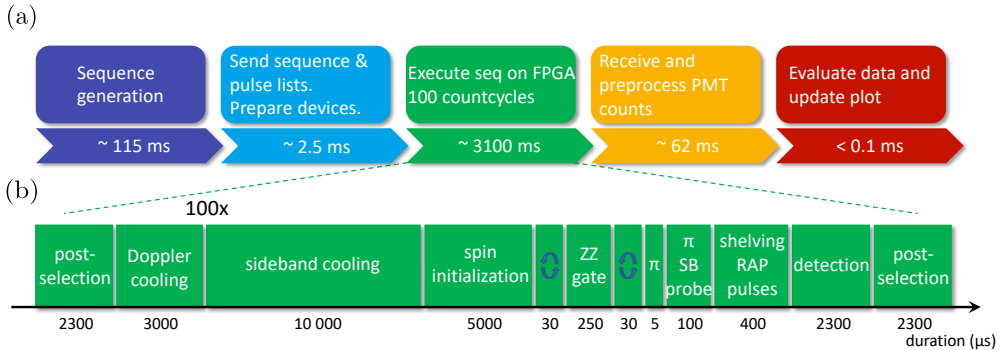 (a)
Sequence
generation
Send sequence &
pulse lists.
Prepare devices.
Execute seq on FPGA
100 countcycles
Receive and
preprocess PMT
counts
Evaluate data and
update plot
~ 115 ms
~ 2.5 ms
~ 3100 ms
~ 62 ms
< 0.1 ms
(b)
100x
post-
selection
Doppler
cooling
sideband cooling
spin
initialization
ZZ
gate
π
π
SB
probe
shelving
RAP
pulses
detection
post-
selection
2300
3000
10 000
5000
30
250
30
5
100
400
2300
2300
duration (μs)